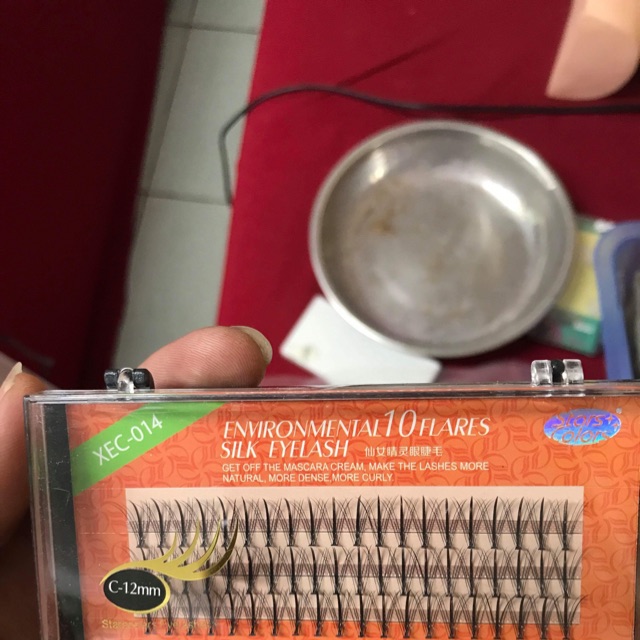 XEC-014
ENVIRONMENTAL 10 FLARES
SILK EYELASH 仙女精灵眼睫毛
GET OFF THE MASCARA CREAM, MAKE THE LASHES MORE
NATURAL, MORE DENSE,MORE CURLY.
C-12mm